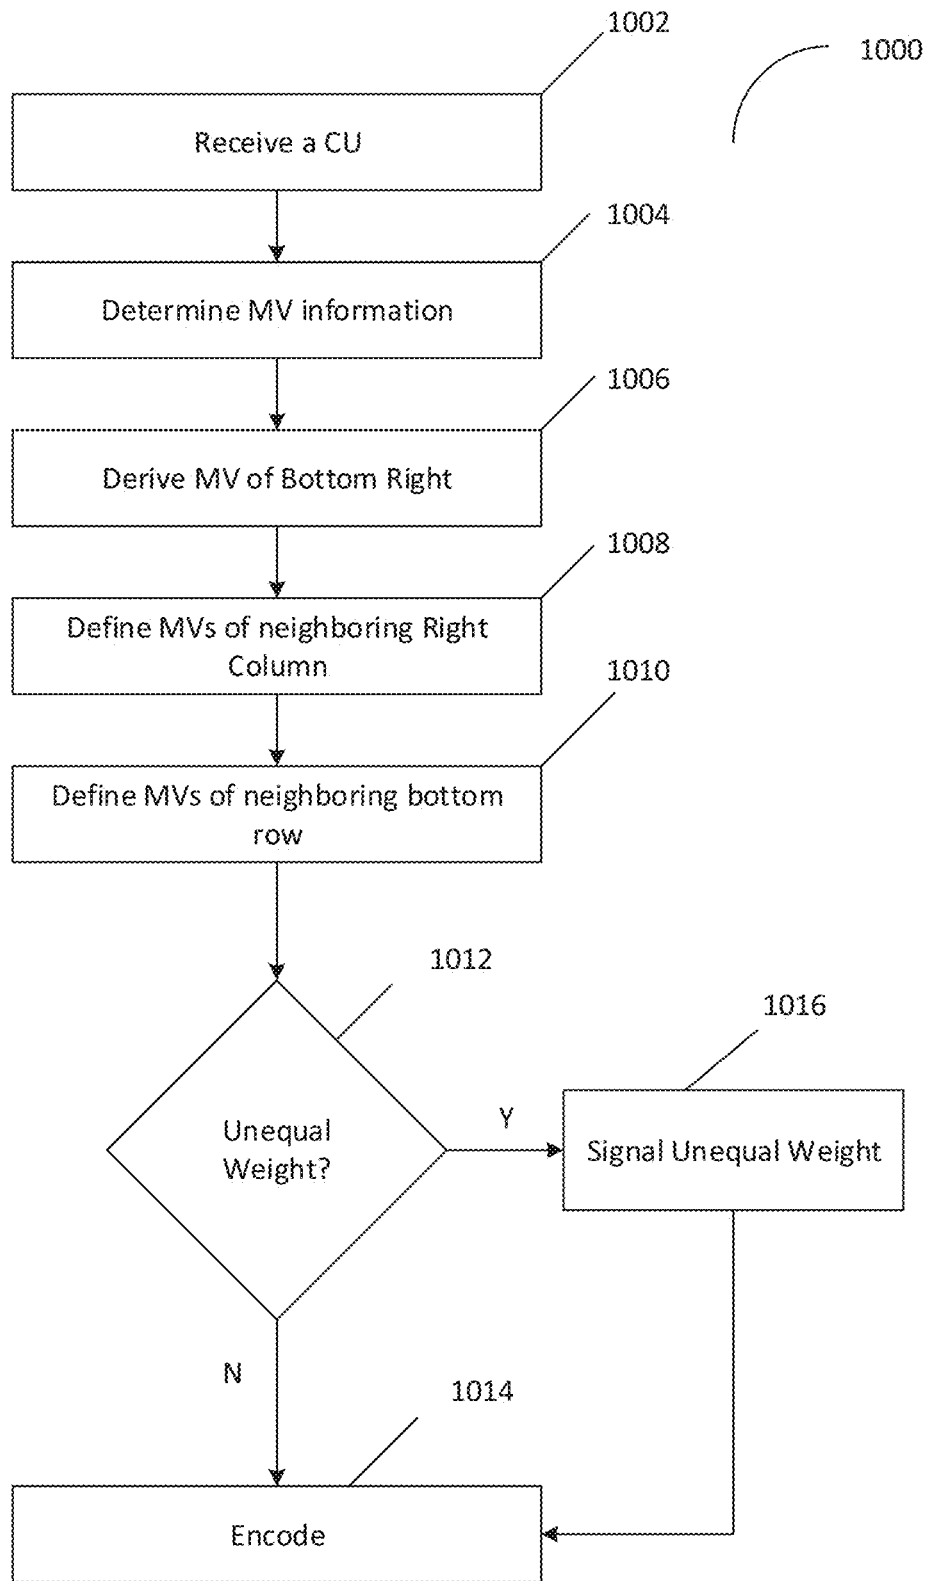 1002
1000
Receive a CU
1004
Determine MV information
1006
Derive MV of Bottom Right
1008
Define MVs of neighboring Right
Column
1010
Define MVs of neighboring bottom
row
1012
1016
Unequal
Weight?
Y
Signal Unequal Weight
N
1014
Encode